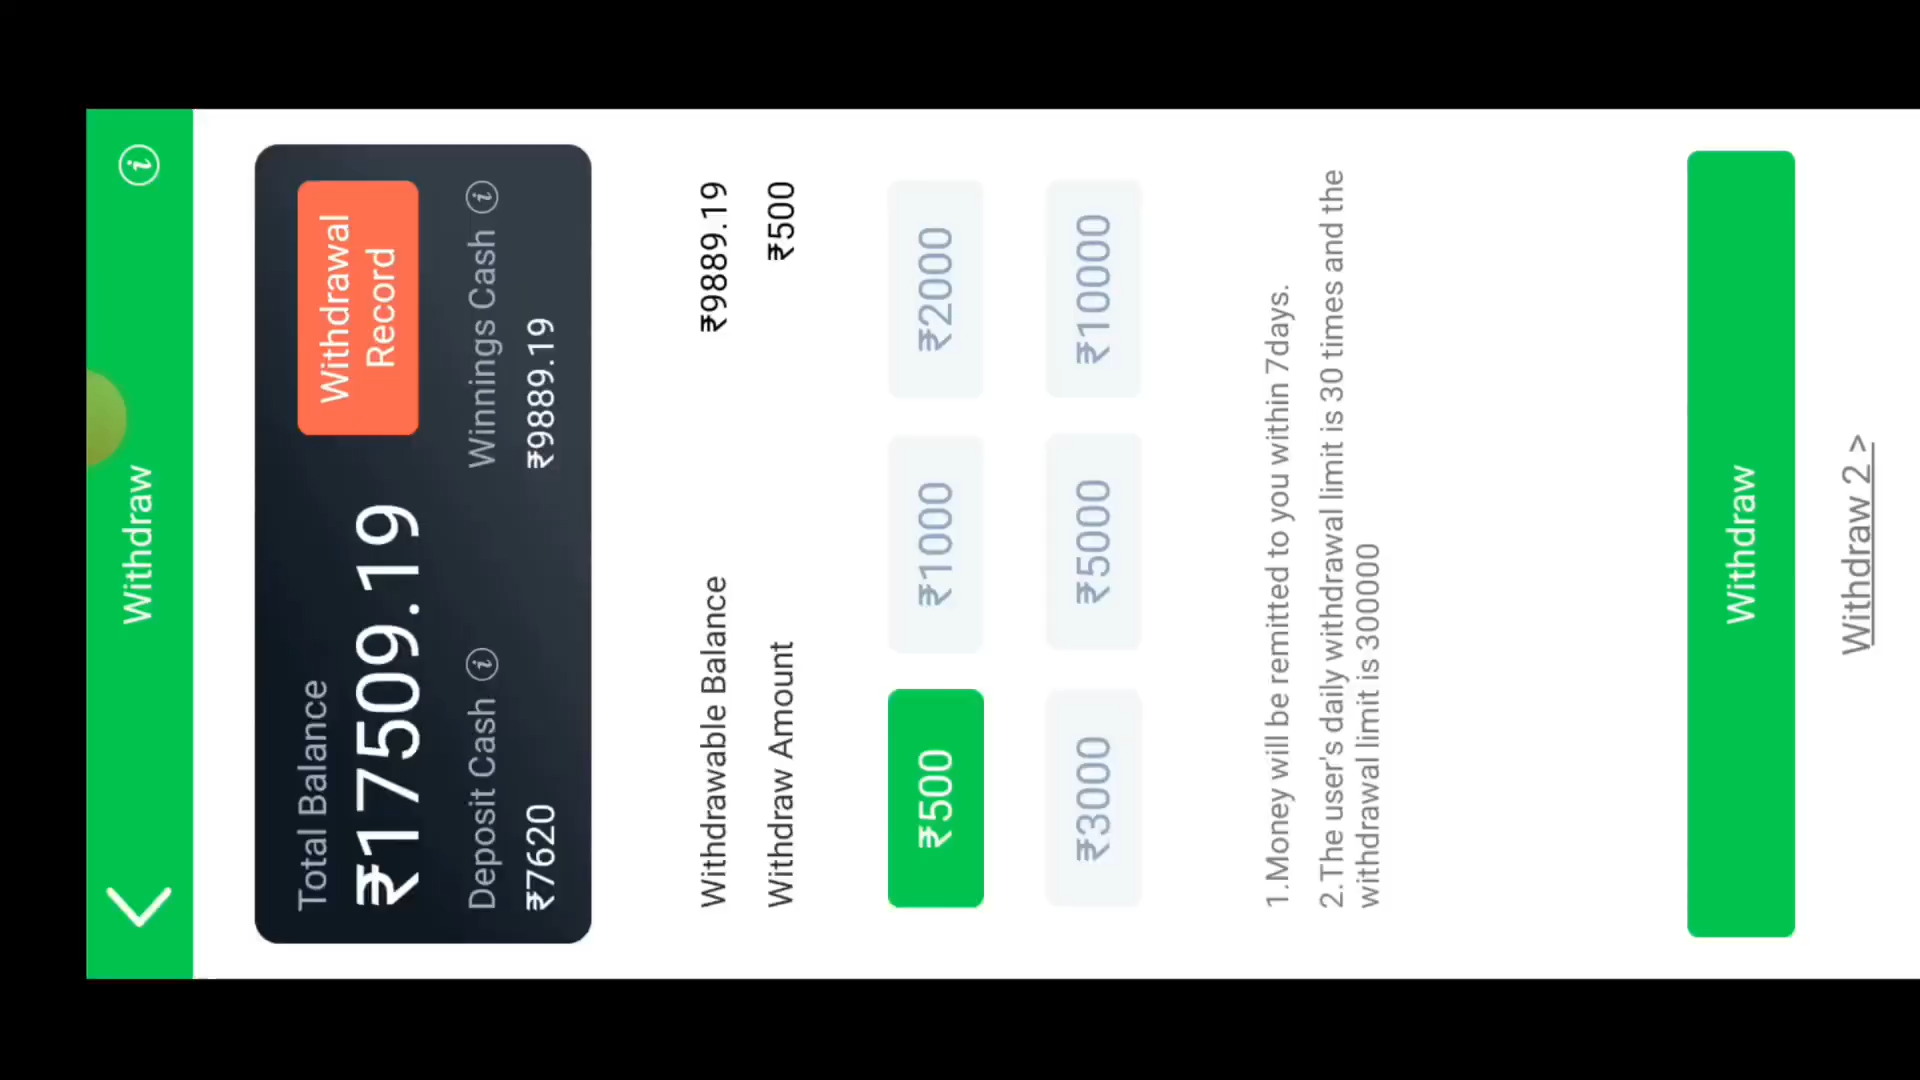 Withdraw
Total Balance
₹17509.19
Withdrawal
Record
Deposit Cash
Winnings Cash
₹7620
₹9889.19
Withdrawable Balance
₹9889.19
Withdraw Amount
₹500
₹500
₹1000
₹2000
₹3000
₹5000
₹10000
1.Money will be remitted to you within 7days.
2.The user's daily withdrawal limit is 30 times and the
withdrawal limit is 300000
Withdraw
Withdraw 2 >